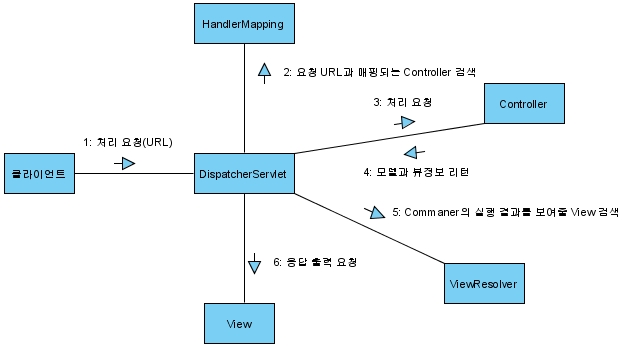 HandlerMapping
2: 요청 URL과 매핑되는 Controller 검색
3: 처리 요청
Controller
1: 처리 요청(URL)
클라이언트
DispatcherServlet
4: 모델과 뷰정보 리턴
5: Commaner의 실행 결과를 보여줄 View 검색
6: 응답 출력 요청
ViewResolver
View